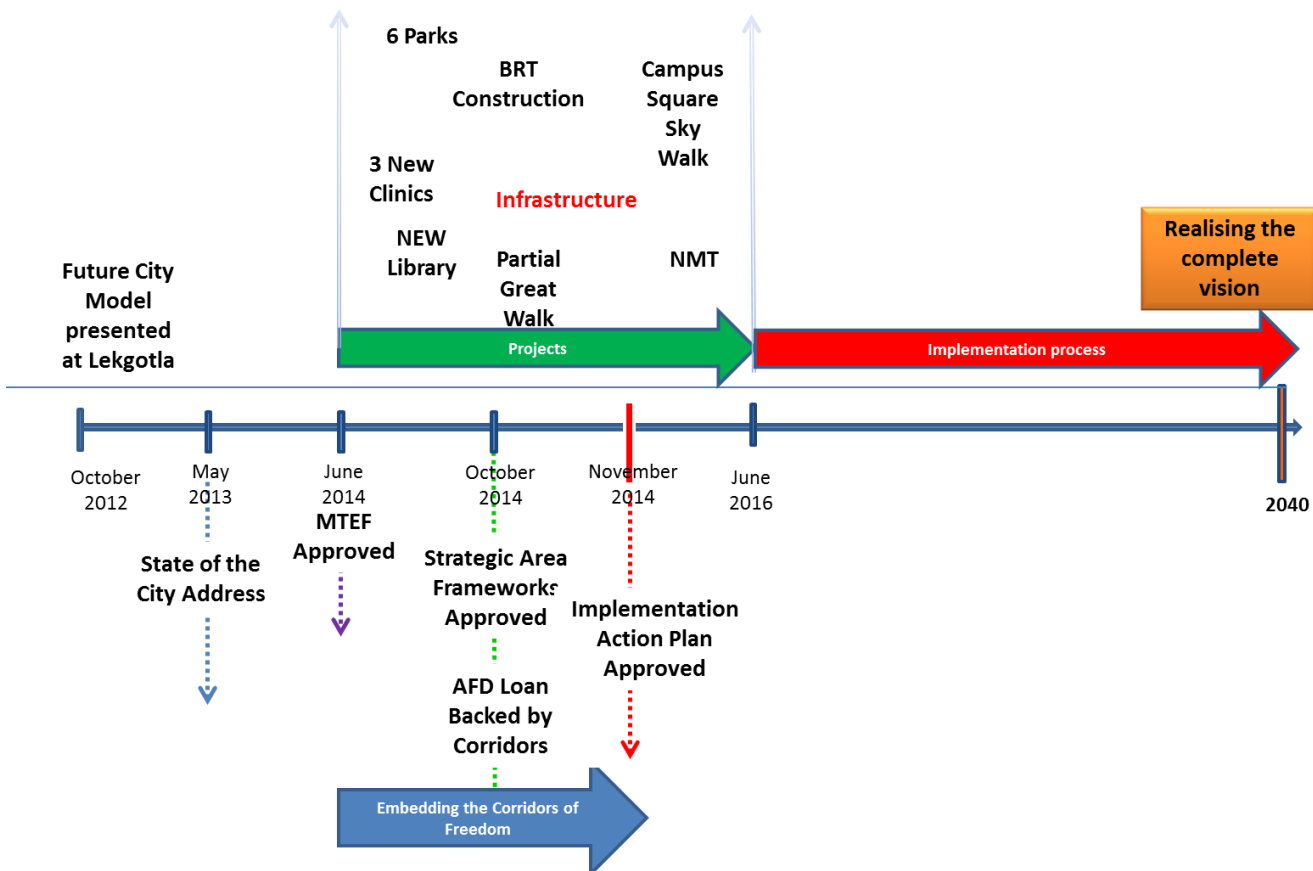 6 Parks
BRT
Construction
Campus
Square
Sky
Walk
3 New
Clinics
Infrastructure
NEW
Library
Partial
Great
Walk
NMT
Realising the
complete
vision
Future City
Model
presented
at Lekgotla
Projects
Implementation process
October
2012
May
2013
June
2014
October
2014
November
2014
June
2016
2040
MTEF
Approved
State of the
City Address
Strategic Area
Frameworks
Approved
Implementation
Action Plan
Approved
AFD Loan
Backed by
Corridors
Embedding the Corridors of
Freedom